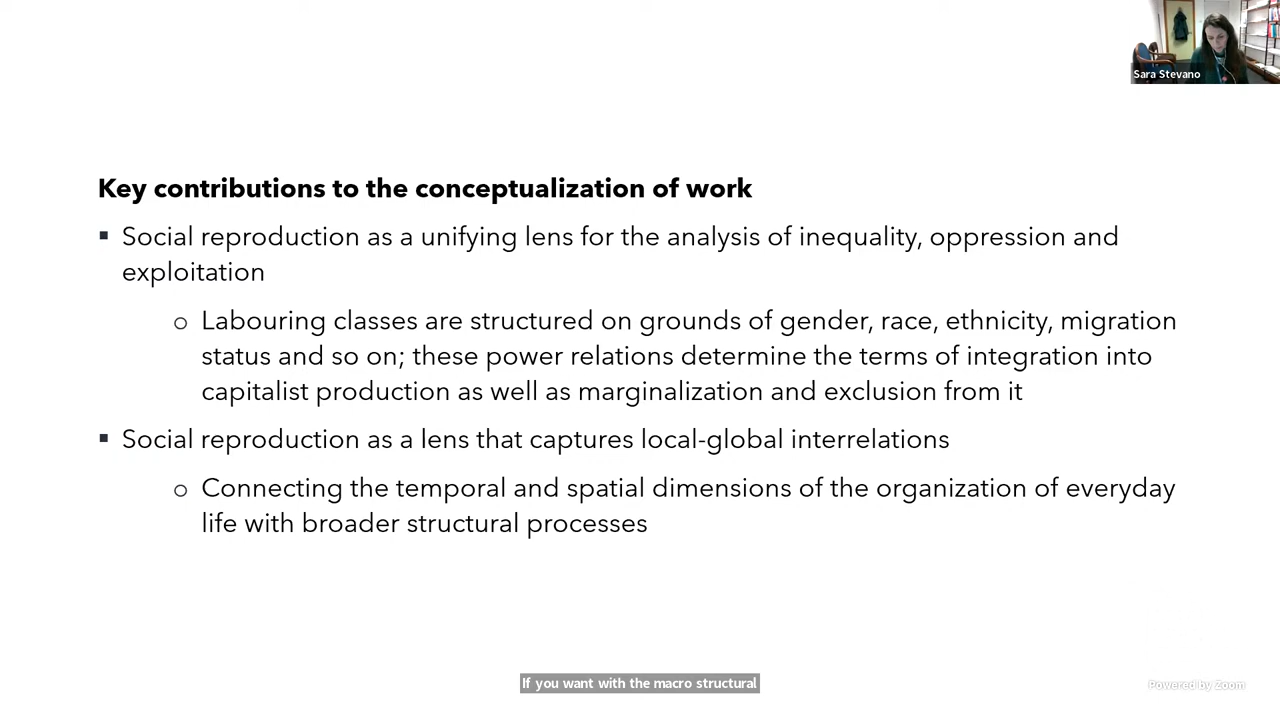 Sara Stevano
Key contributions to the conceptualization of work
▪ Social reproduction as a unifying lens for the analysis of inequality, oppression and
exploitation
o Labouring classes are structured on grounds of gender, race, ethnicity, migration
status and so on; these power relations determine the terms of integration into
capitalist production as well as marginalization and exclusion from it
▪ Social reproduction as a lens that captures local-global interrelations
o Connecting the temporal and spatial dimensions of the organization of everyday
life with broader structural processes
If you want with the macro structural
Powered by Zoom